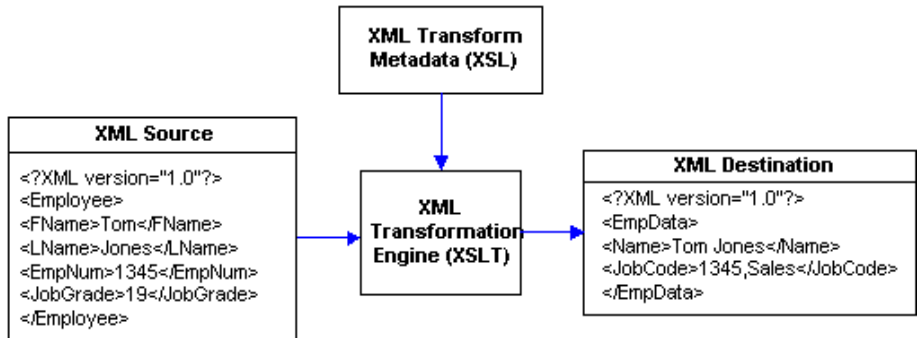 XML Transform
Metadata (XSL)
XML Source
<?XML version="1.0"?>
<Employee>
<FName>Tom</FName>
<LName>Jones</LName>
<EmpNum>1345</EmpNum>
<JobGrade>19</JobGrade>
</Employee>
XML
Transformation
Engine (XSLT)
XML Destination
<?XML version="1.0"?>
<EmpData>
<Name>Tom Jones</Name>
<JobCode>1345,Sales</JobCode>
</EmpData>